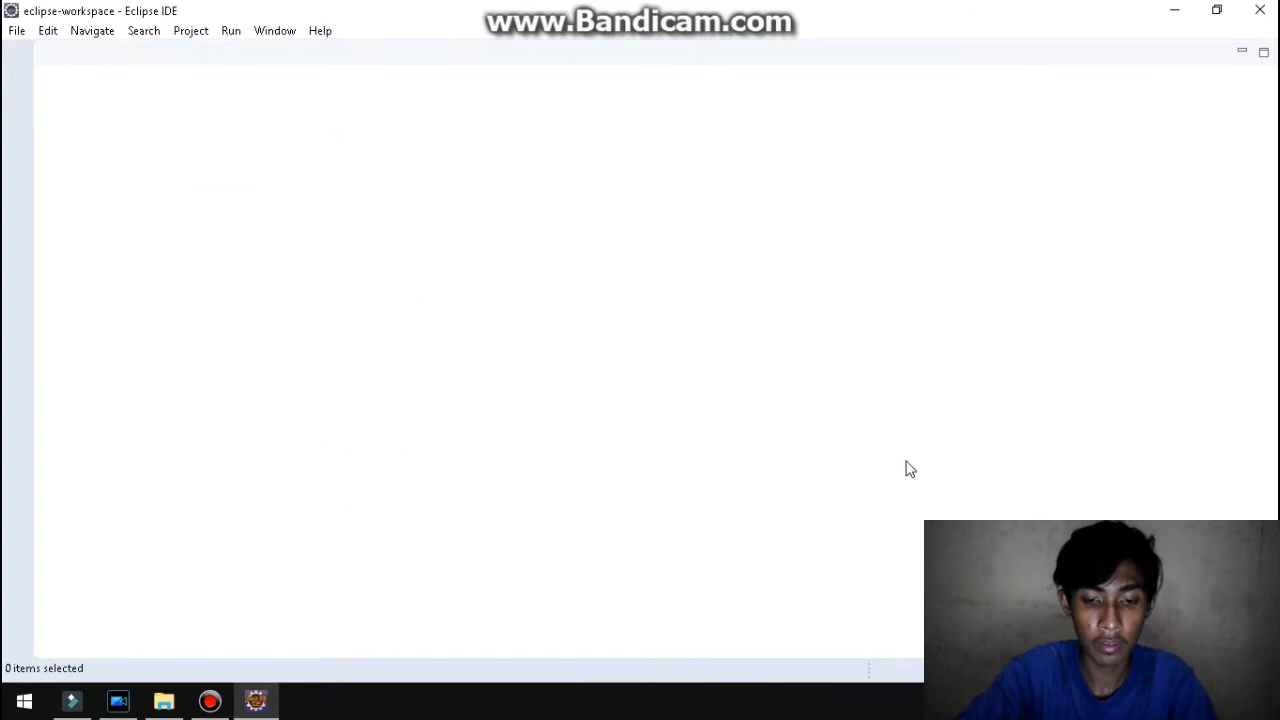 eclipse-workspace - Eclipse IDE
www.Bandicam.com
File Edit Navigate Search Project Run Window Help
0 items selected